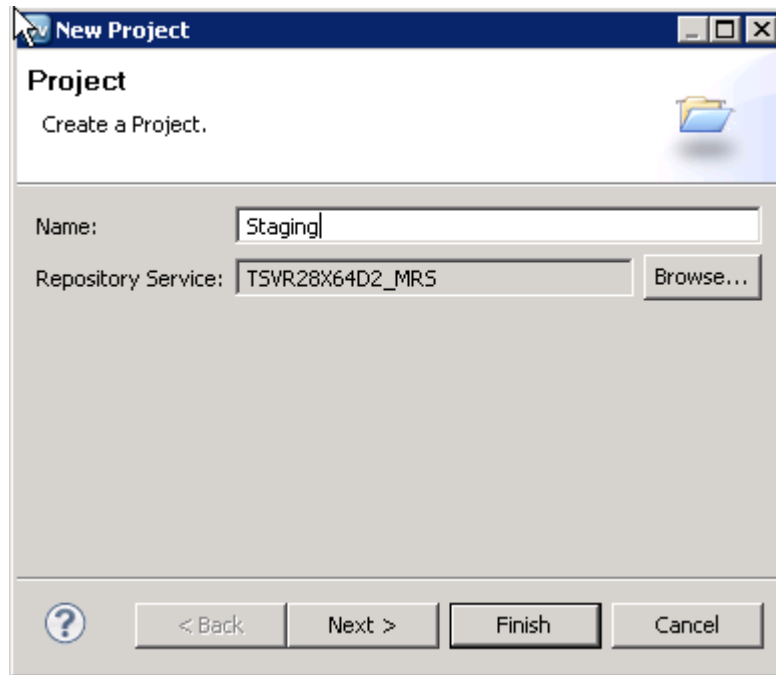 New Project
Project
Create a Project.
Name: Staging
Repository Service: TSVR28X64D2_MRS Browse...
? < Back Next > Finish Cancel